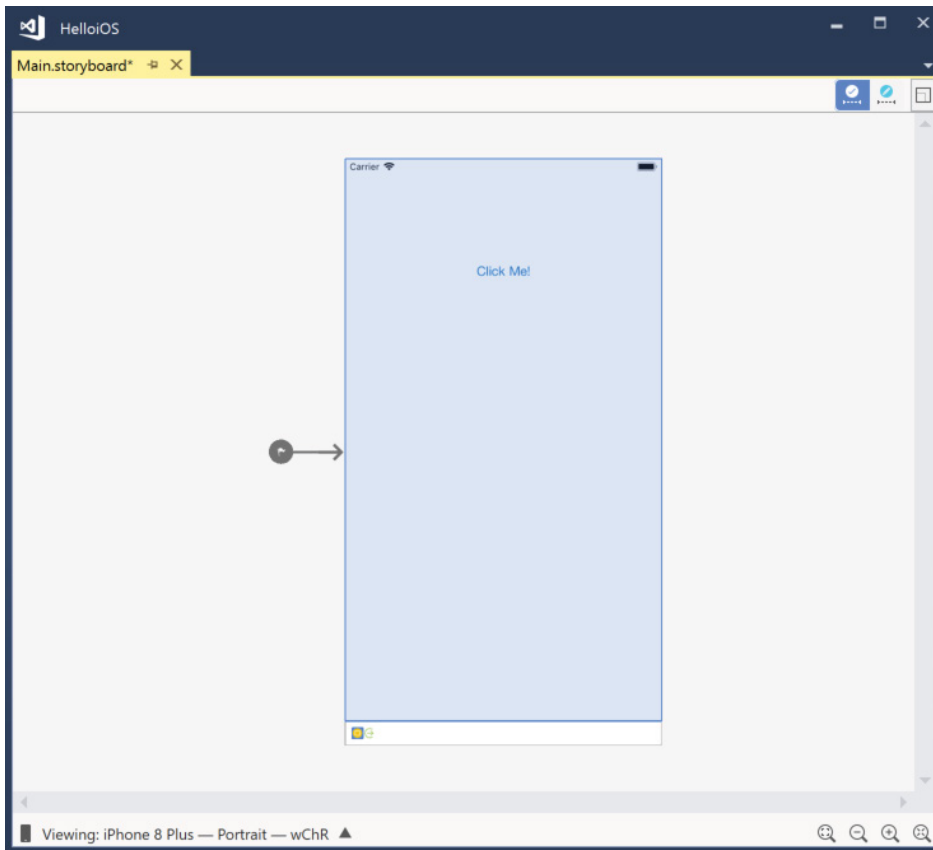 HelloiOS
Main.storyboard*
Carrier
Click Me!
Viewing: iPhone 8 Plus — Portrait — wChR